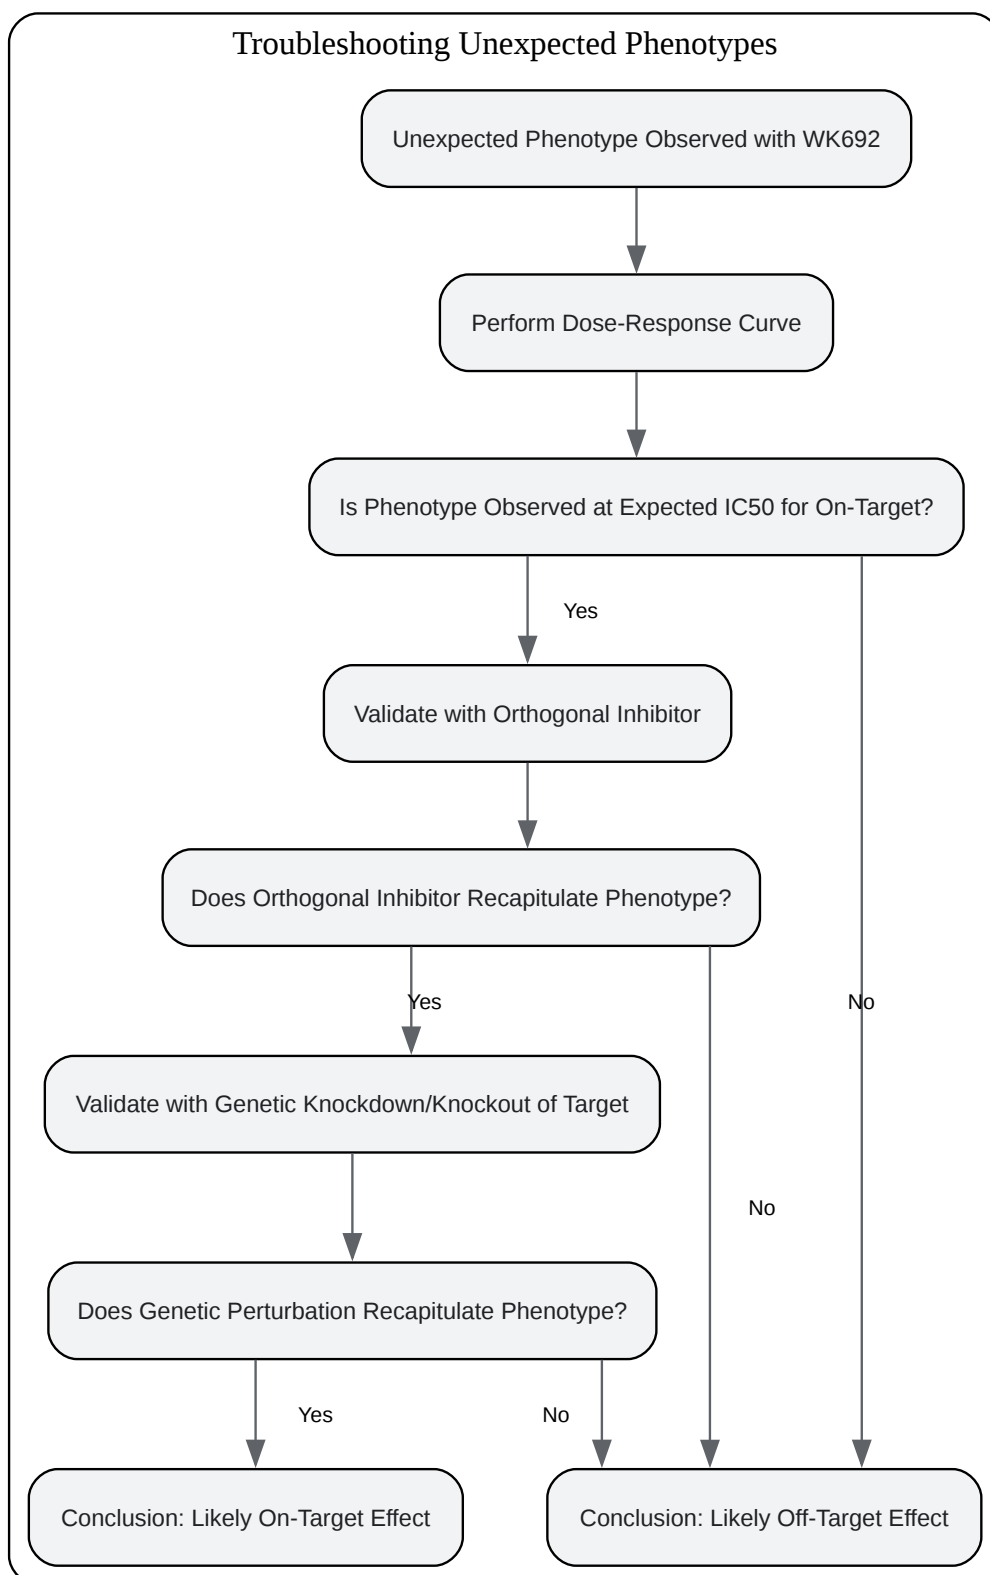 Troubleshooting Unexpected Phenotypes
Unexpected Phenotype Observed with WK692
Perform Dose-Response Curve
Is Phenotype Observed at Expected IC50 for On-Target?
Yes
Validate with Orthogonal Inhibitor
Does Orthogonal Inhibitor Recapitulate Phenotype?
Yes
No
Validate with Genetic Knockdown/Knockout of Target
No
Does Genetic Perturbation Recapitulate Phenotype?
Yes
No
Conclusion: Likely On-Target Effect
Conclusion: Likely Off-Target Effect